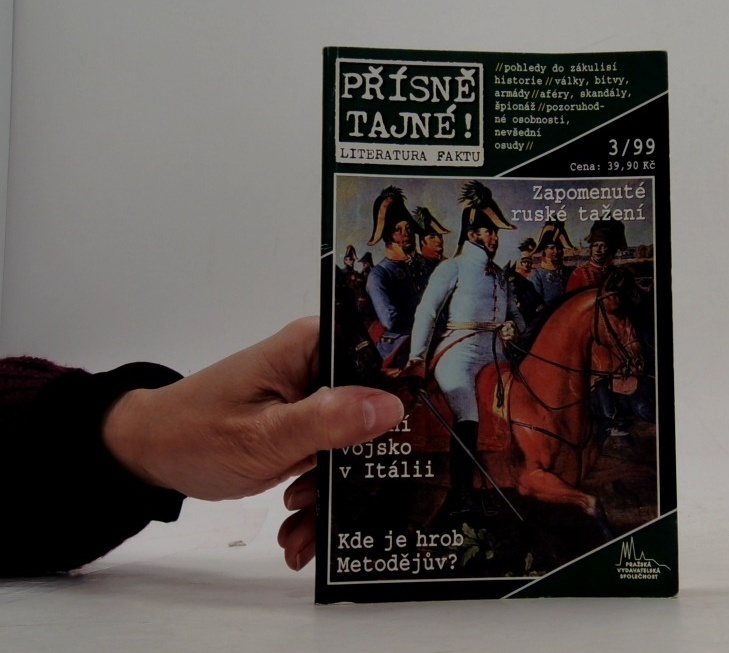 PŘÍSNĚ
TAJNÉ!
LITERATURA FAKTU
//pohledy do zákulisí
historie//války, bitvy,
armády//aféry, skandály,
špionáž//pozoruhod-
né osobnosti,
nevšední
osudy//
3/99
Cena: 39,90 Kč
Zapomenuté
ruské tažení
vojsko
v Itálii
Kde je hrob
Metodějův?
PRAŽSKÁ
VYDAVATELSKÁ
SPOLEČNOST